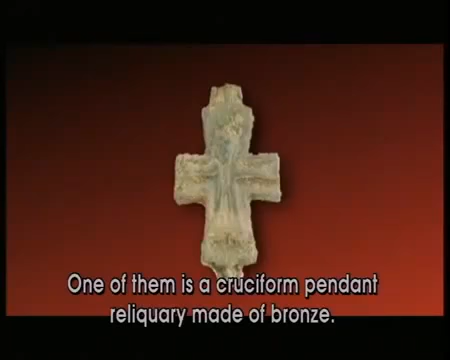 One of them is a cruciform pendant
reliquary made of bronze.